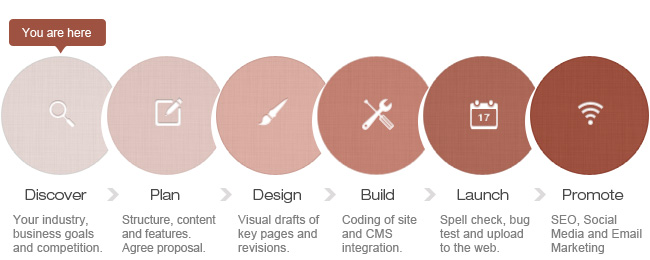 You are here
17
Discover
Plan
Design
Build
Launch
Promote
Your industry,
business goals
and competition.
Structure, content
and features.
Agree proposal.
Visual drafts of
key pages and
revisions.
Coding of site
and CMS
integration.
Spell check, bug
test and upload
to the web.
SEO, Social
Media and Email
Marketing